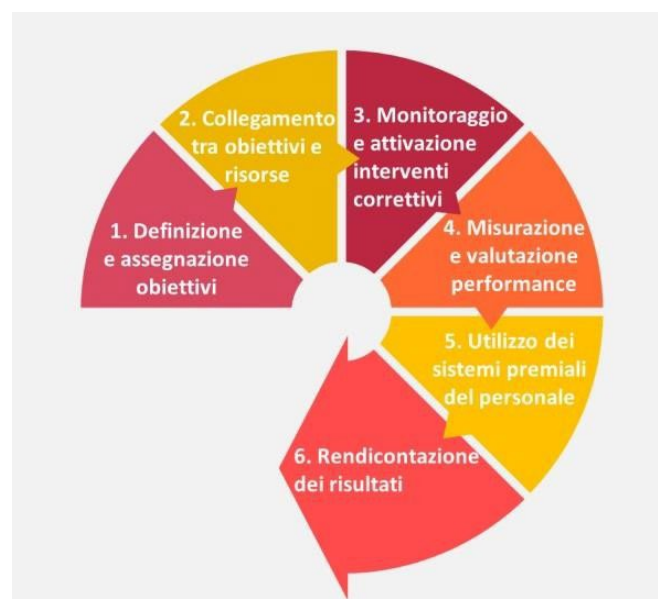 1. Definizione
e assegnazione
obiettivi
2. Collegamento
tra obiettivi e
risorse
3. Monitoraggio
e attivazione
interventi
correttivi
4. Misurazione
e valutazione
performance
5. Utilizzo dei
sistemi premiali
del personale
6. Rendicontazione
dei risultati